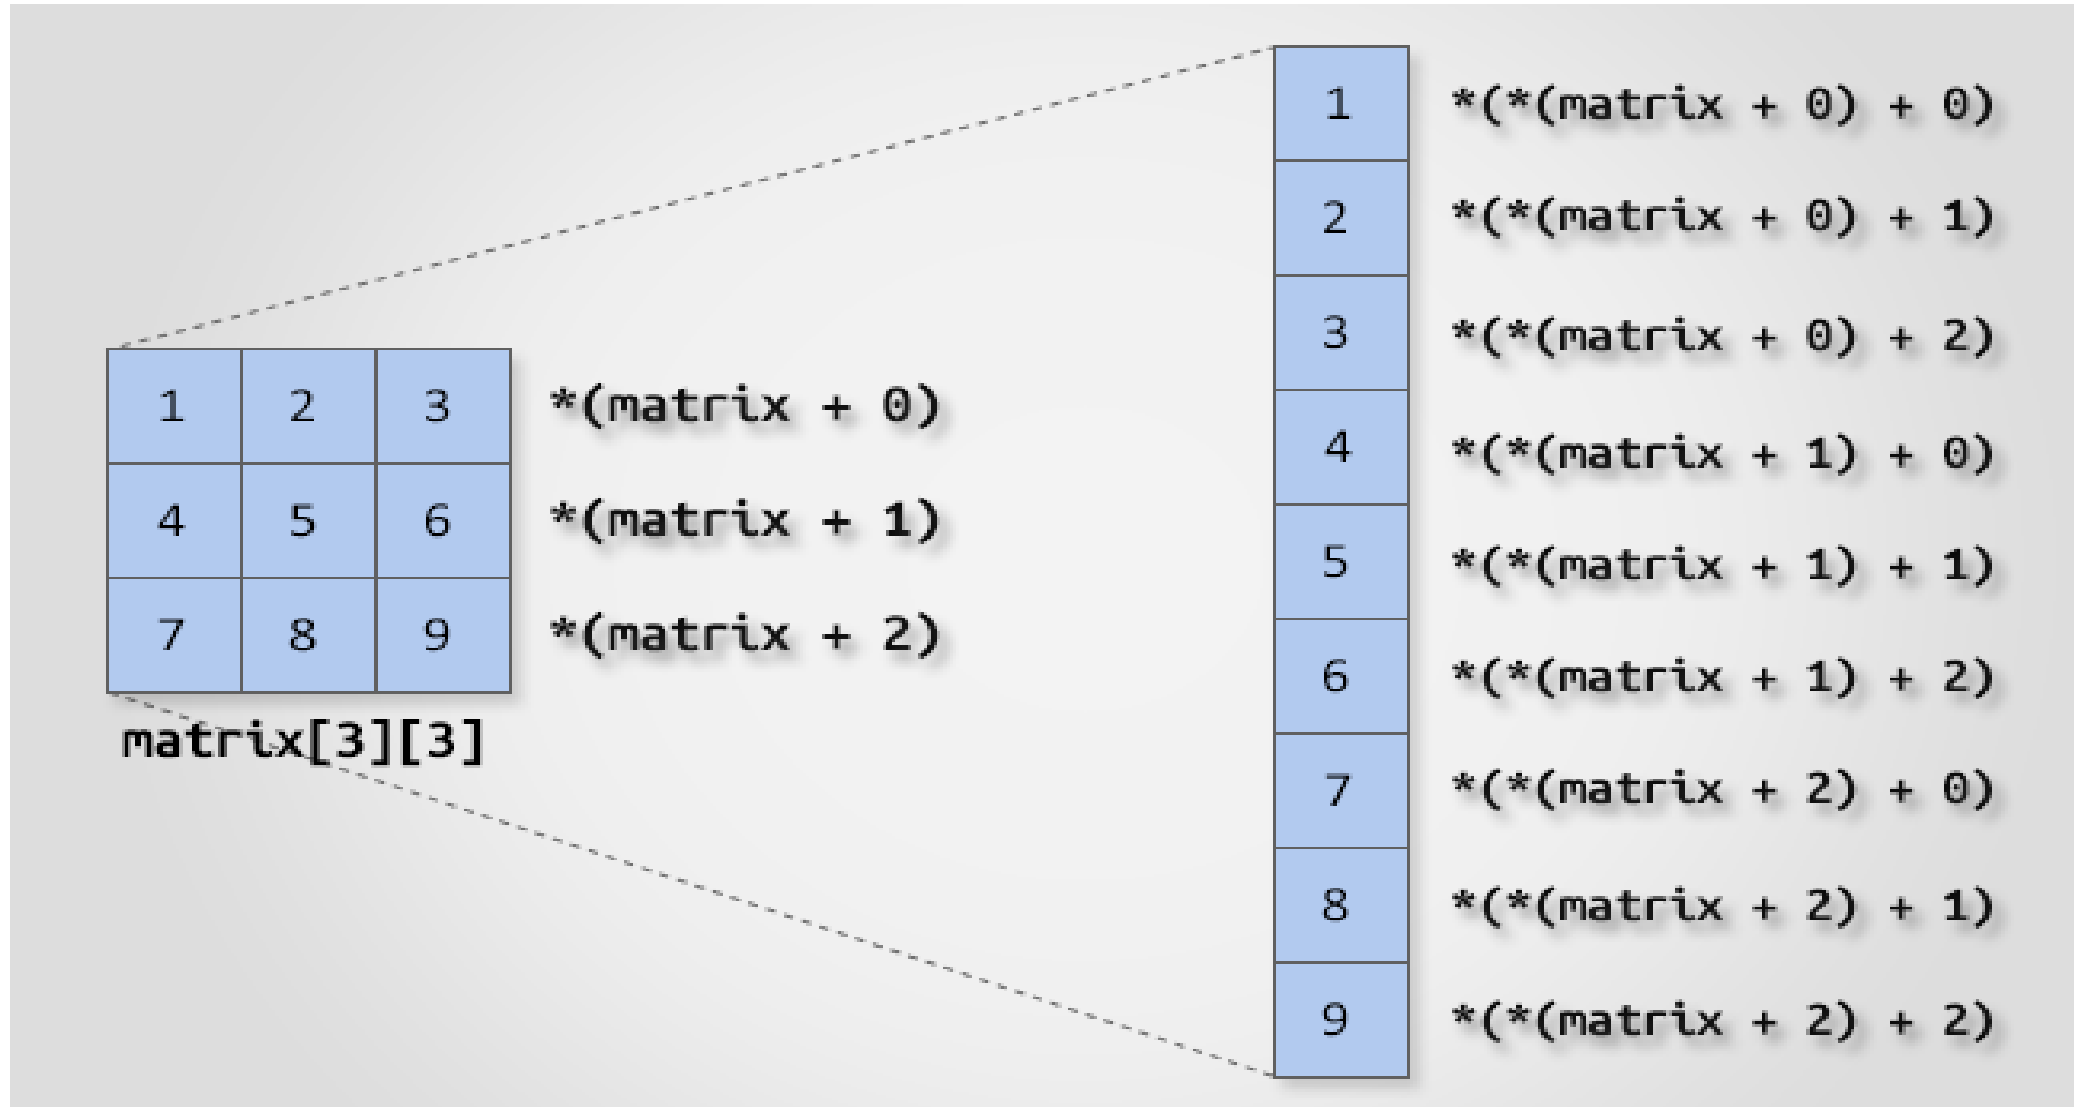 1 2 3 *(matrix + 0)
4 5 6 *(matrix + 1)
7 8 9 *(matrix + 2)
matrix[3][3]
1 *(*(matrix + 0) + 0)
2 *(*(matrix + 0) + 1)
3 *(*(matrix + 0) + 2)
4 *(*(matrix + 1) + 0)
5 *(*(matrix + 1) + 1)
6 *(*(matrix + 1) + 2)
7 *(*(matrix + 2) + 0)
8 *(*(matrix + 2) + 1)
9 *(*(matrix + 2) + 2)